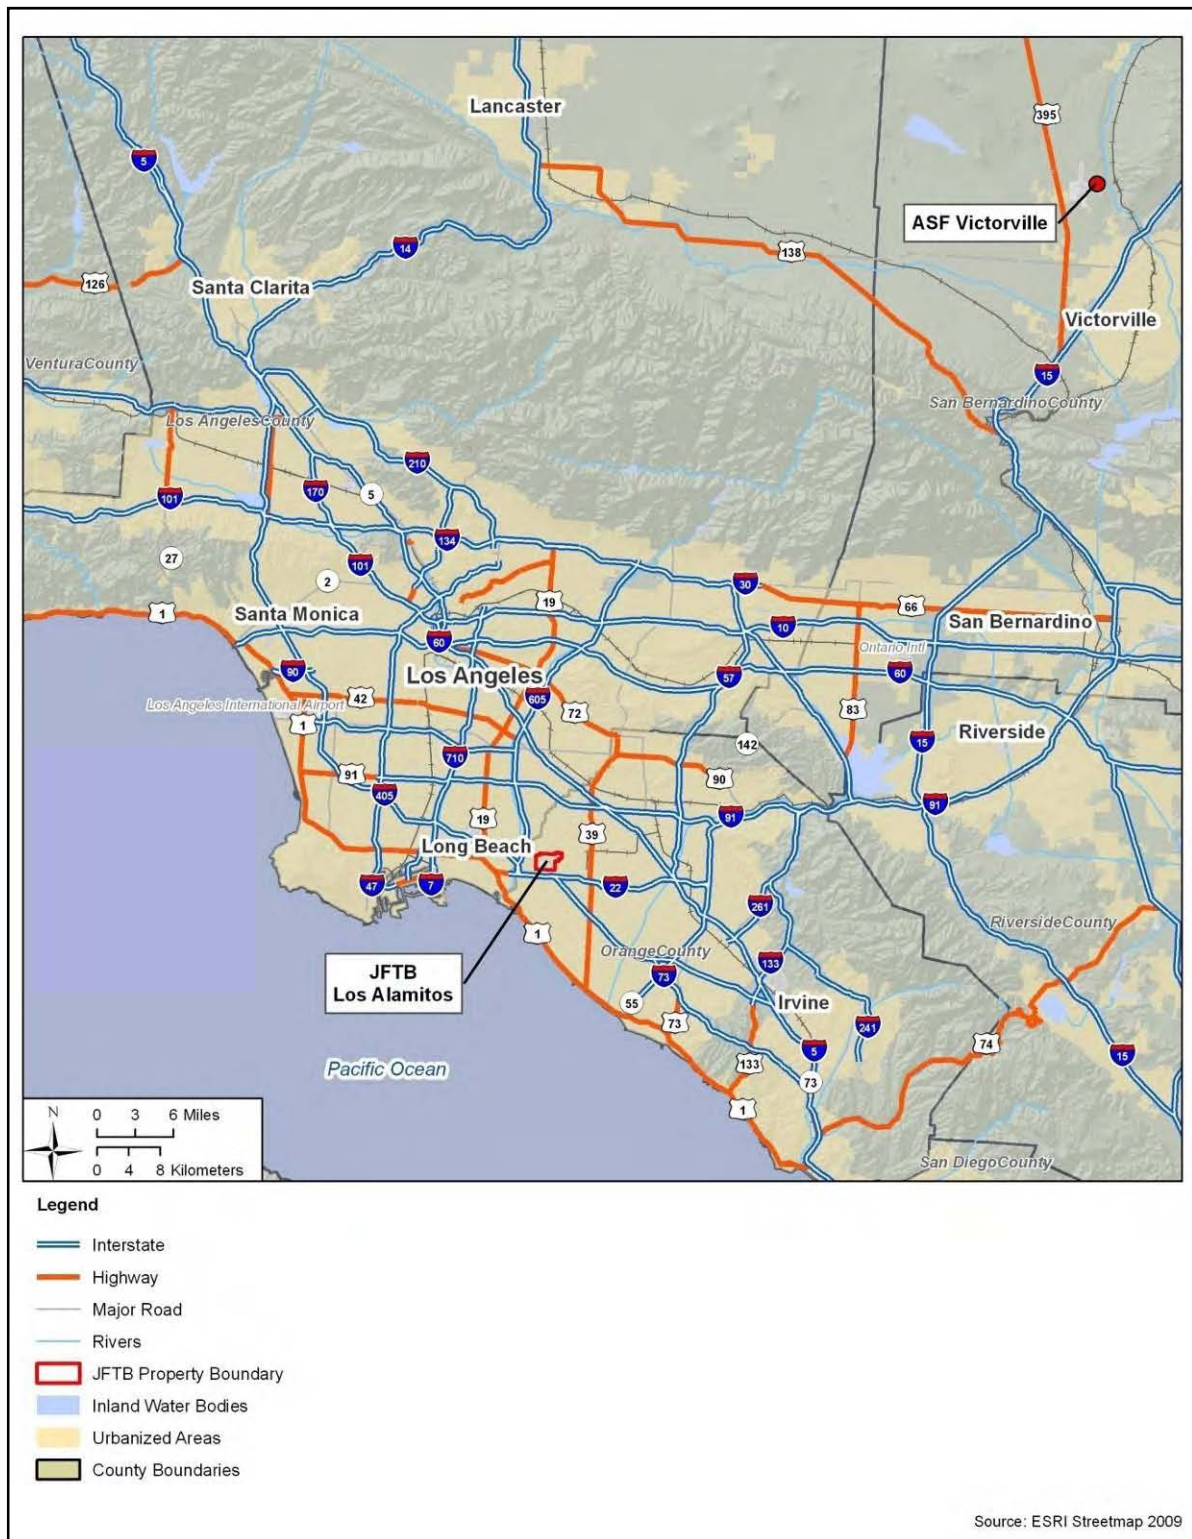 Lancaster
395
5
ASF Victorville
14
138
126
Santa Clarita
Victorville
VenturaCounty
15
San BernardinoCounty
Los AngelesCounty
210
170
5
101
134
27
101
2
30
19
66
1
Santa Monica
10
San Bernardino
60
Ontario Intl
90
Los Angeles
57
60
605
Los Angeles International Airport
42
72
83
1
142
15
Riverside
710
91
90
405
91
91
19
39
Long Beach
47
7
22
261
RiversideCounty
1
OrangeCounty
133
JFTB
Los Alamitos
73
55
Irvine
73
241
74
5
15
133
Pacific Ocean
73
1
N
0 3 6 Miles
0 4 8 Kilometers
San DiegoCounty
Legend
Interstate
Highway
Major Road
Rivers
JFTB Property Boundary
Inland Water Bodies
Urbanized Areas
County Boundaries
Source: ESRI Streetmap 2009